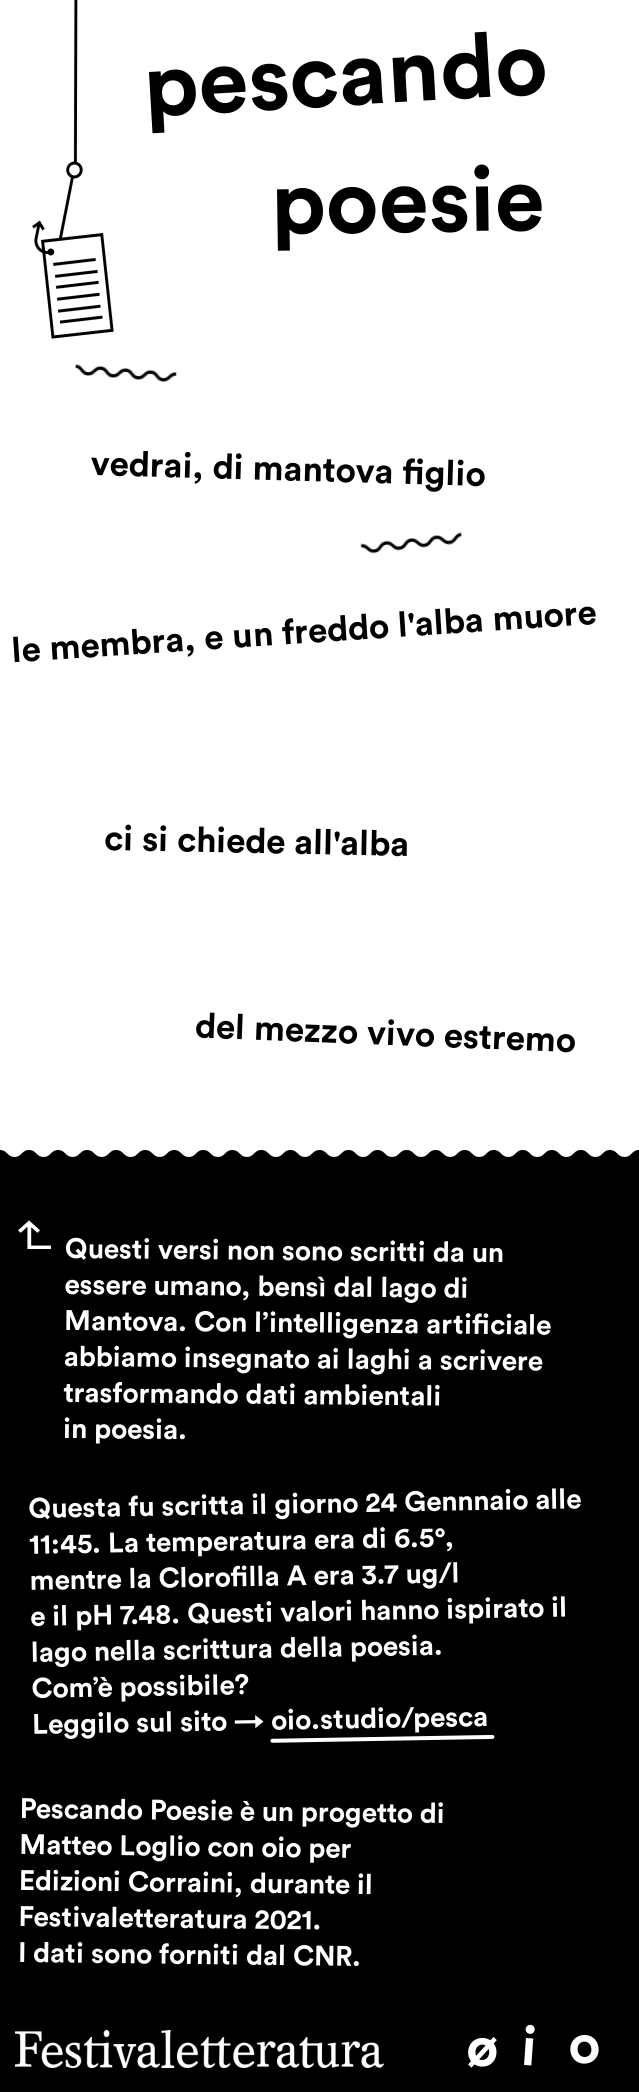 pescando
poesie
vedrai, di mantova figlio
le membra, e un freddo l'alba muore
ci si chiede all'alba
del mezzo vivo estremo
Questi versi non sono scritti da un
essere umano, bensì dal lago di
Mantova. Con l’intelligenza artificiale
abbiamo insegnato ai laghi a scrivere
trasformando dati ambientali
in poesia.
Questa fu scritta il giorno 24 Gennnaio alle
11:45. La temperatura era di 6.5°,
mentre la Clorofilla A era 3.7 ug/l
e il pH 7.48. Questi valori hanno ispirato il
lago nella scrittura della poesia.
Com’è possibile?
Leggilo sul sito → oio.studio/pesca
Pescando Poesie è un progetto di
Matteo Loglio con oio per
Edizioni Corraini, durante il
Festivaletteratura 2021.
I dati sono forniti dal CNR.
Festivaletteratura ø i o